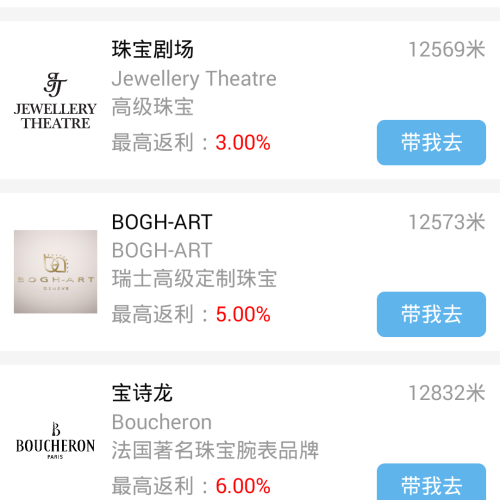 珠宝剧场 12569米
Jewellery Theatre
JT
JEWELLERY
THEATRE
高级珠宝
最高返利：3.00% 带我去
BOGH-ART 12573米
BOGH-ART
BOGH-ART
瑞士高级定制珠宝
最高返利：5.00% 带我去
宝诗龙 12832米
Boucheron
B
BOUCHERON
PARIS
法国著名珠宝腕表品牌
最高返利：6.00% 带我去